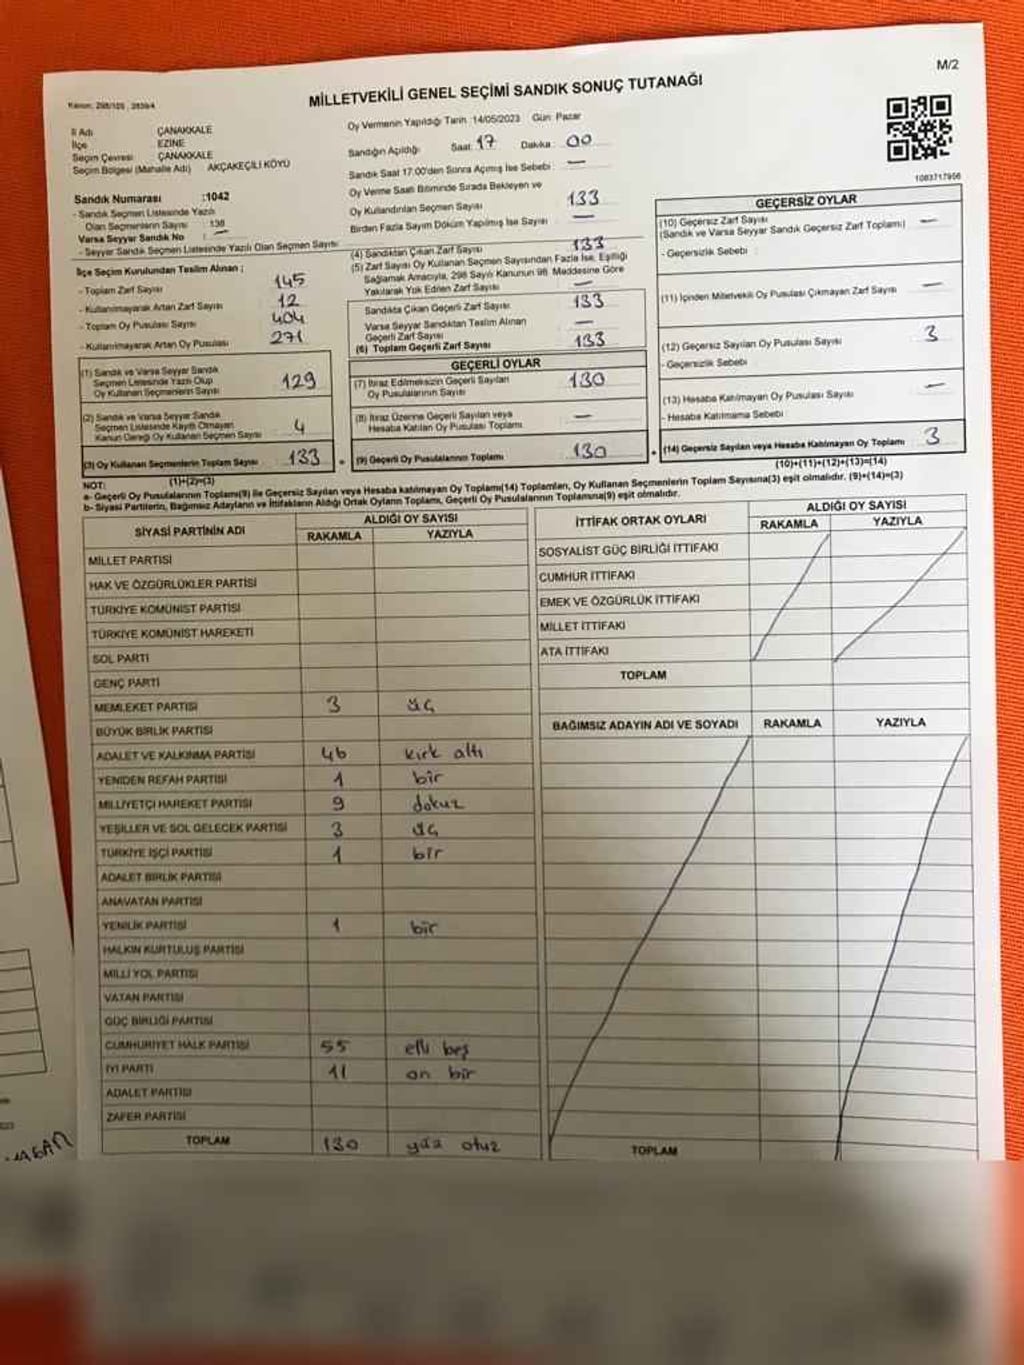 M/2
Kanun: 298/105 , 2839/4
MİLLETVEKİLİ GENEL SEÇİMİ SANDIK SONUÇ TUTANAĞI
İl Adı ÇANAKKALE
İlçe EZİNE
Seçim Çevresi ÇANAKKALE
Seçim Bölgesi (Mahalle Adı) AKÇAKEÇİLİ KÖYÜ
Oy Vermenin Yapıldığı Tarih :14/05/2023 Gün: Pazar
Sandığın Açıldığı Saat: 17 Dakika: 00
Sandık Saat 17:00'den Sonra Açılmış İse Sebebi : —
Oy Verme Saati Bitiminde Sırada Bekleyen ve
Oy Kullandırılan Seçmen Sayısı 133
Birden Fazla Sayım Döküm Yapılmış İse Sayısı —
1083717956
Sandık Numarası :1042
- Sandık Seçmen Listesinde Yazılı
Olan Seçmenlerin Sayısı : 138
Varsa Seyyar Sandık No : —
- Seyyar Sandık Seçmen Listesinde Yazılı Olan Seçmen Sayısı
İlçe Seçim Kurulundan Teslim Alınan ;
- Toplam Zarf Sayısı 145
- Kullanılmayarak Artan Zarf Sayısı 12
- Toplam Oy Pusulası Sayısı 404
- Kullanılmayarak Artan Oy Pusulası 271
(1) Sandık ve Varsa Seyyar Sandık
Seçmen Listesinde Yazılı Olup
Oy Kullanan Seçmenlerin Sayısı 129
(2) Sandık ve Varsa Seyyar Sandık
Seçmen Listesinde Kayıtlı Olmayan
Kanun Gereği Oy Kullanan Seçmen Sayısı 4
(3) Oy Kullanan Seçmenlerin Toplam Sayısı 133
(1)+(2)=(3)
(4) Sandıktan Çıkan Zarf Sayısı 133
(5) Zarf Sayısı Oy Kullanan Seçmen Sayısından Fazla İse, Eşitliği
Sağlamak Amacıyla, 298 Sayılı Kanunun 98. Maddesine Göre
Yakılarak Yok Edilen Zarf Sayısı —
Sandıkta Çıkan Geçerli Zarf Sayısı 133
Varsa Seyyar Sandıktan Teslim Alınan
Geçerli Zarf Sayısı —
(6) Toplam Geçerli Zarf Sayısı 133
GEÇERLİ OYLAR
(7) İtiraz Edilmeksizin Geçerli Sayılan
Oy Pusulalarının Sayısı 130
(8) İtiraz Üzerine Geçerli Sayılan veya
Hesaba Katılan Oy Pusulası Toplamı —
= (9) Geçerli Oy Pusulalarının Toplamı 130
GEÇERSİZ OYLAR
(10) Geçersiz Zarf Sayısı
(Sandık ve Varsa Seyyar Sandık Geçersiz Zarf Toplamı) —
- Geçersizlik Sebebi :
(11) İçinden Milletvekili Oy Pusulası Çıkmayan Zarf Sayısı —
(12) Geçersiz Sayılan Oy Pusulası Sayısı 3
- Geçersizlik Sebebi :
(13) Hesaba Katılmayan Oy Pusulası Sayısı —
- Hesaba Katılmama Sebebi :
+ (14) Geçersiz Sayılan veya Hesaba Katılmayan Oy Toplamı 3
(10)+(11)+(12)+(13)=(14)
NOT:
a- Geçerli Oy Pusulalarının Toplamı(9) ile Geçersiz Sayılan veya Hesaba katılmayan Oy Toplamı(14) Toplamları, Oy Kullanan Seçmenlerin Toplam Sayısına(3) eşit olmalıdır. (9)+(14)=(3)
b- Siyasi Partilerin, Bağımsız Adayların ve İttifakların Aldığı Ortak Oyların Toplamı, Geçerli Oy Pusulalarının Toplamına(9) eşit olmalıdır.
SİYASİ PARTİNİN ADI ALDIĞI OY SAYISI
RAKAMLA YAZIYLA
MİLLET PARTİSİ
HAK VE ÖZGÜRLÜKLER PARTİSİ
TÜRKİYE KOMÜNİST PARTİSİ
TÜRKİYE KOMÜNİST HAREKETİ
SOL PARTİ
GENÇ PARTİ
MEMLEKET PARTİSİ 3 üç
BÜYÜK BİRLİK PARTİSİ
ADALET VE KALKINMA PARTİSİ 46 kırk altı
YENİDEN REFAH PARTİSİ 1 bir
MİLLİYETÇİ HAREKET PARTİSİ 9 dokuz
YEŞİLLER VE SOL GELECEK PARTİSİ 3 üç
TÜRKİYE İŞÇİ PARTİSİ 1 bir
ADALET BİRLİK PARTİSİ
ANAVATAN PARTİSİ
YENİLİK PARTİSİ 1 bir
HALKIN KURTULUŞ PARTİSİ
MİLLİ YOL PARTİSİ
VATAN PARTİSİ
GÜÇ BİRLİĞİ PARTİSİ
CUMHURİYET HALK PARTİSİ 55 elli beş
İYİ PARTİ 11 on bir
ADALET PARTİSİ
ZAFER PARTİSİ
TOPLAM 130 yüz otuz
İTTİFAK ORTAK OYLARI ALDIĞI OY SAYISI
RAKAMLA YAZIYLA
SOSYALİST GÜÇ BİRLİĞİ İTTİFAKI
CUMHUR İTTİFAKI
EMEK VE ÖZGÜRLÜK İTTİFAKI
MİLLET İTTİFAKI
ATA İTTİFAKI
TOPLAM
BAĞIMSIZ ADAYIN ADI VE SOYADI RAKAMLA YAZIYLA
TOPLAM